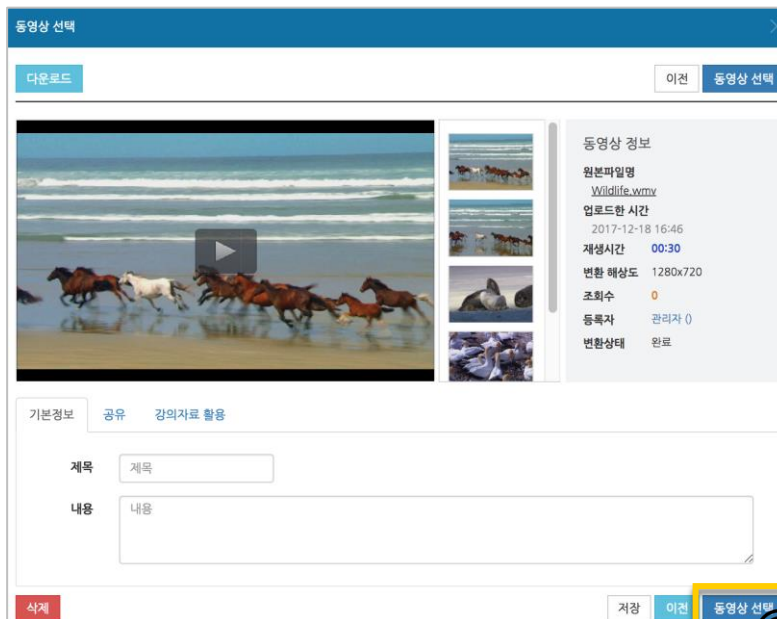 동영상 선택
다운로드
이전 동영상 선택
동영상 정보
원본파일명
Wildlife.wmv
업로드한 시간
2017-12-18 16:46
재생시간 00:30
변환 해상도 1280x720
조회수 0
등록자 관리자 ()
변환상태 완료
기본정보 공유 강의자료 활용
제목 제목
내용 내용
삭제 저장 이전 동영상 선택